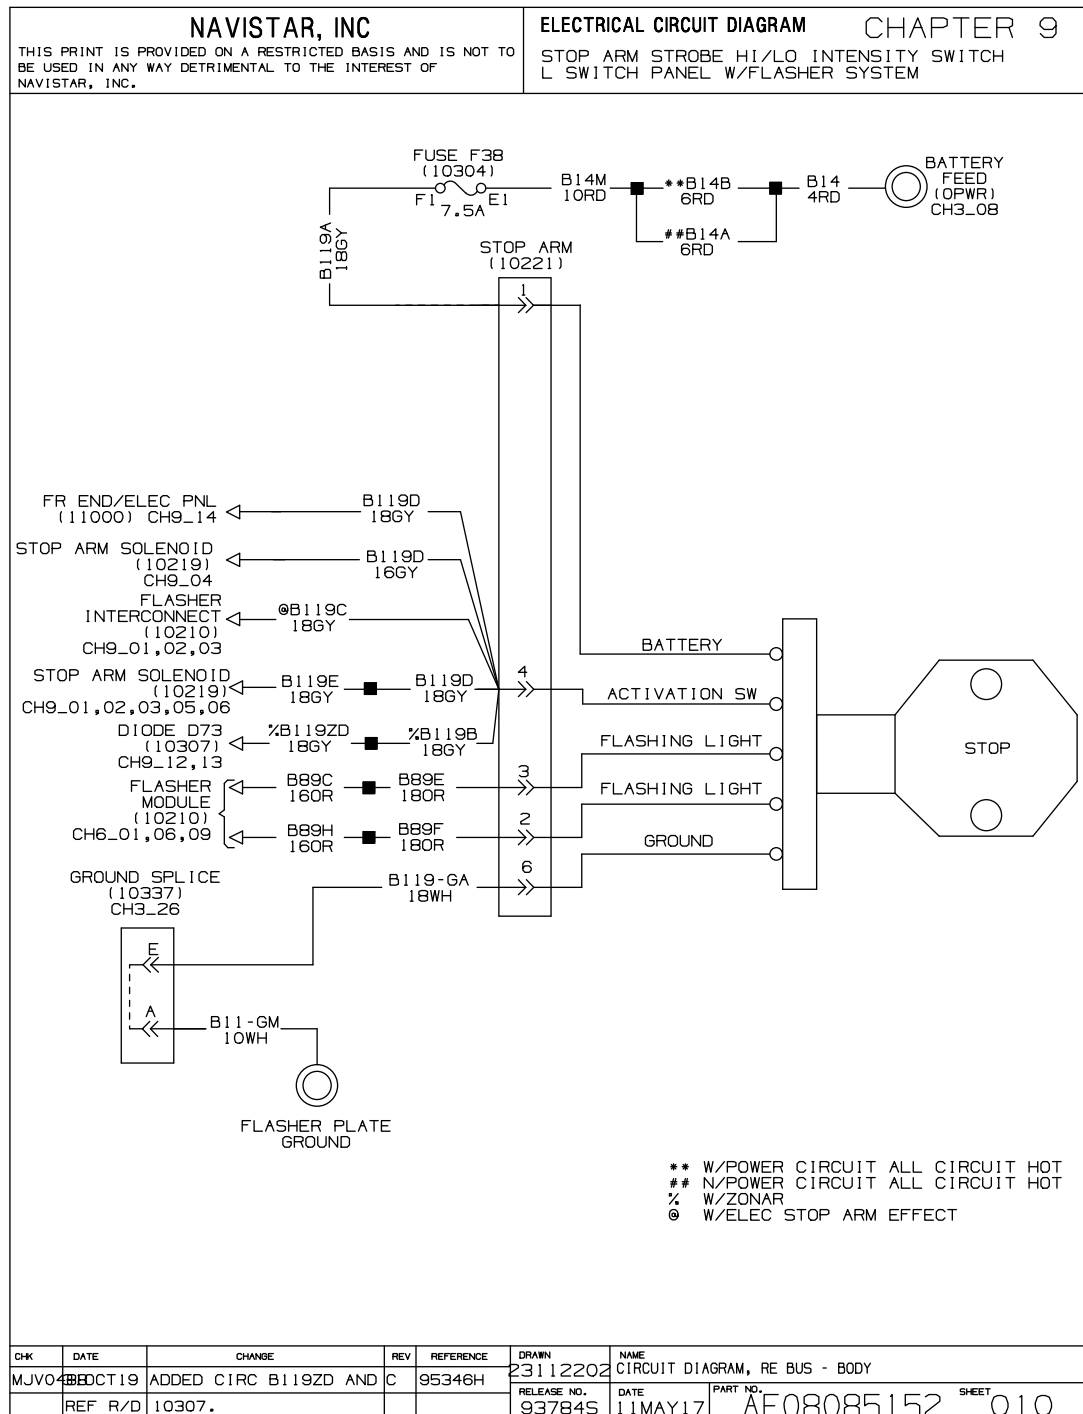 NAVISTAR, INC
THIS PRINT IS PROVIDED ON A RESTRICTED BASIS AND IS NOT TO
BE USED IN ANY WAY DETRIMENTAL TO THE INTEREST OF
NAVISTAR, INC.
ELECTRICAL CIRCUIT DIAGRAM
CHAPTER 9
STOP ARM STROBE HI/LO INTENSITY SWITCH
L SWITCH PANEL W/FLASHER SYSTEM
FUSE F38
(10304)
F1
E1
7.5A
B14M
10RD
**B14B
6RD
##B14A
6RD
B14
4RD
BATTERY
FEED
(OPWR)
CH3_08
B119A
18GY
STOP ARM
(10221)
1
FR END/ELEC PNL
(11000) CH9_14
B119D
18GY
STOP ARM SOLENOID
(10219)
CH9_04
B119D
16GY
FLASHER
INTERCONNECT
(10210)
CH9_01,02,03
@B119C
18GY
STOP ARM SOLENOID
(10219)
CH9_01,02,03,05,06
B119E
18GY
B119D
18GY
4
DIODE D73
(10307)
CH9_12,13
%B119ZD
18GY
%B119B
18GY
FLASHER
MODULE
(10210)
CH6_01,06,09
B89C
16OR
B89E
18OR
3
B89H
16OR
B89F
18OR
2
BATTERY
ACTIVATION SW
FLASHING LIGHT
FLASHING LIGHT
GROUND
STOP
GROUND SPLICE
(10337)
CH3_26
B119-GA
18WH
6
E
A
B11-GM
10WH
FLASHER PLATE
GROUND
** W/POWER CIRCUIT ALL CIRCUIT HOT
## N/POWER CIRCUIT ALL CIRCUIT HOT
% W/ZONAR
@ W/ELEC STOP ARM EFFECT
CHK DATE CHANGE REV REFERENCE
OCT19 ADDED CIRC B119ZD AND C 95346H
REF R/D 10307.
DRAWN
23112202
NAME
CIRCUIT DIAGRAM, RE BUS - BODY
RELEASE NO.
93784S
DATE
11MAY17
PART NO.
AE08085152
SHEET
010